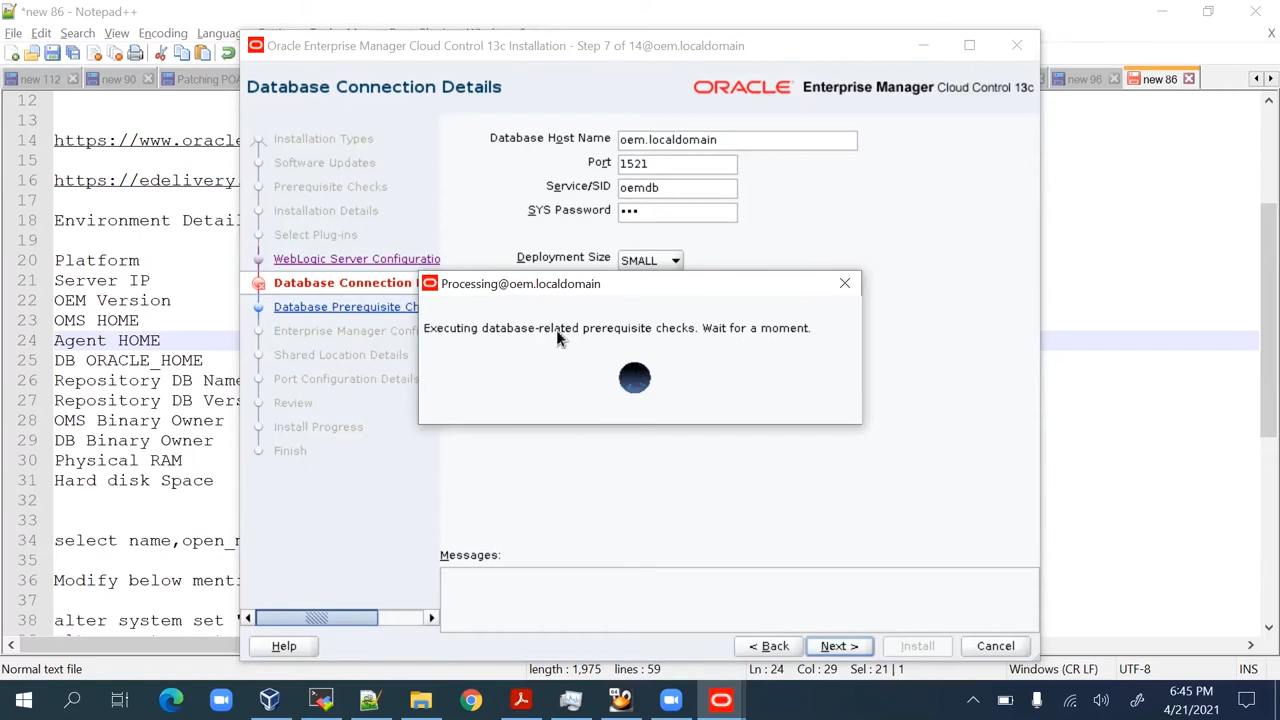 *new 86 - Notepad++
File Edit Search View Encoding
X
new 112 new 90 Patching new 96 new 86
12
13
14 https://www.oracle
15
16 https://edelivery.
17
18 Environment Detail
19
20 Platform
21 Server IP
22 OEM Version
23 OMS HOME
24 Agent HOME
25 DB ORACLE_HOME
26 Repository DB Name
27 Repository DB Vers
28 OMS Binary Owner
29 DB Binary Owner
30 Physical RAM
31 Hard disk Space
32
33
34 select name,open_
35
36 Modify below menti
37
38 alter system set
Oracle Enterprise Manager Cloud Control 13c Installation - Step 7 of 14@oem.localdomain
Database Connection Details
ORACLE Enterprise Manager Cloud Control 13c
Installation Types
Software Updates
Prerequisite Checks
Installation Details
Select Plug-ins
WebLogic Server Configuratio
Database Connection
Database Prerequisite Ch
Enterprise Manager Conf
Shared Location Details
Port Configuration Details
Review
Install Progress
Finish
Database Host Name oem.localdomain
Port 1521
Service/SID oemdb
SYS Password •••
Deployment Size SMALL
Processing@oem.localdomain
Executing database-related prerequisite checks. Wait for a moment.
Messages:
Help < Back Next > Install Cancel
Normal text file length : 1,975 lines : 59 Ln : 24 Col : 29 Sel : 21 | 1 Windows (CR LF) UTF-8 INS
6:45 PM
4/21/2021